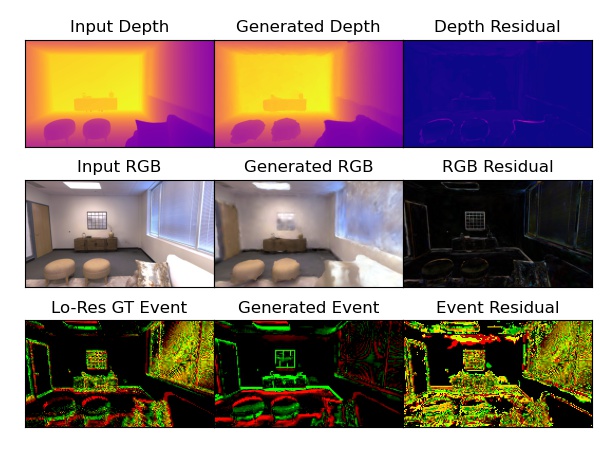 Input Depth Generated Depth Depth Residual
Input RGB Generated RGB RGB Residual
Lo-Res GT Event Generated Event Event Residual